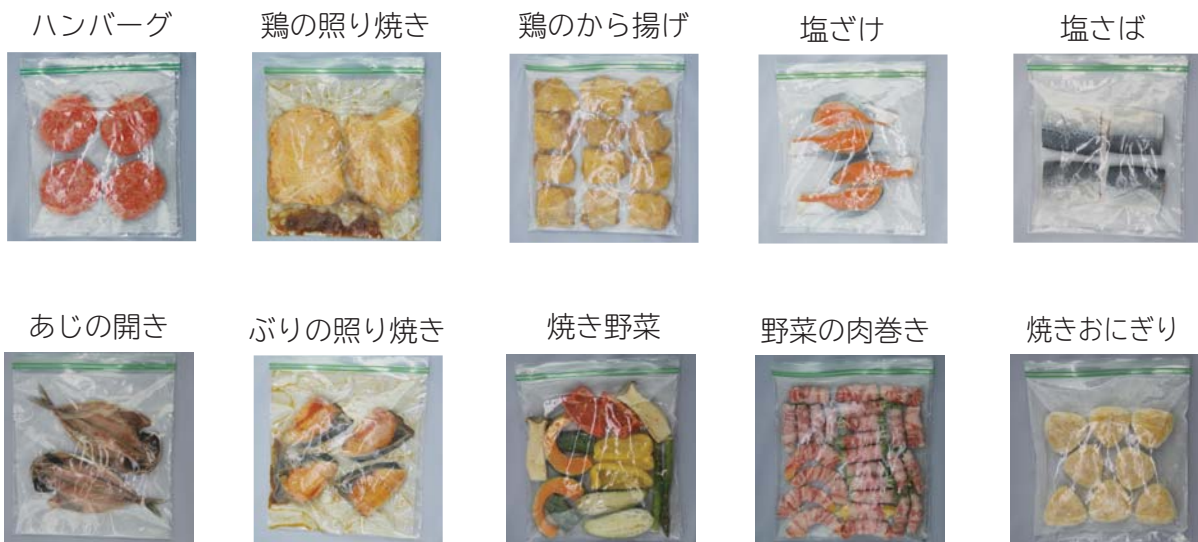 ハンバーグ
鶏の照り焼き
鶏のから揚げ
塩ざけ
塩さば
あじの開き
ぶりの照り焼き
焼き野菜
野菜の肉巻き
焼きおにぎり